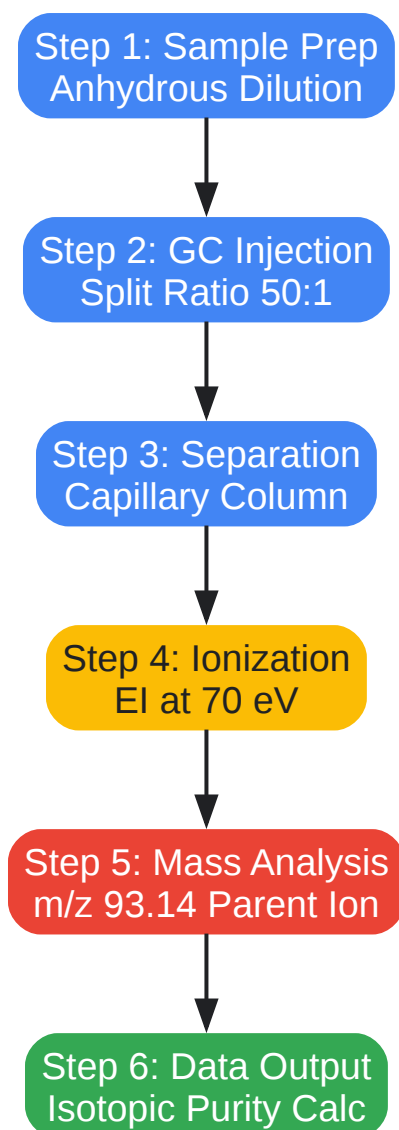 Step 1: Sample Prep
Anhydrous Dilution
Step 2: GC Injection
Split Ratio 50:1
Step 3: Separation
Capillary Column
Step 4: Ionization
EI at 70 eV
Step 5: Mass Analysis
m/z 93.14 Parent Ion
Step 6: Data Output
Isotopic Purity Calc